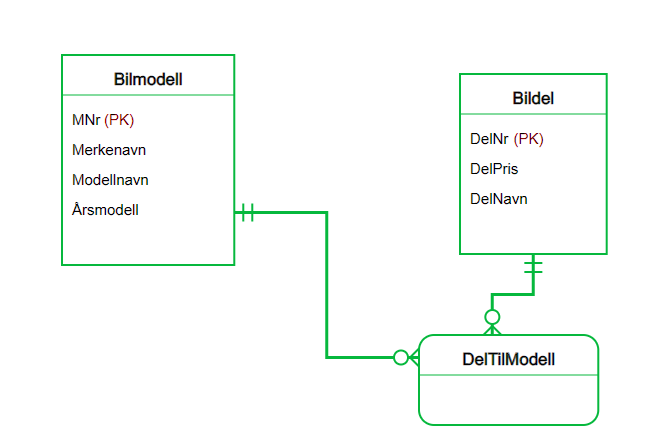 Bilmodell
MNr (PK)
Merkenavn
Modellnavn
Årsmodell
Bildel
DelNr (PK)
DelPris
DelNavn
DelTilModell